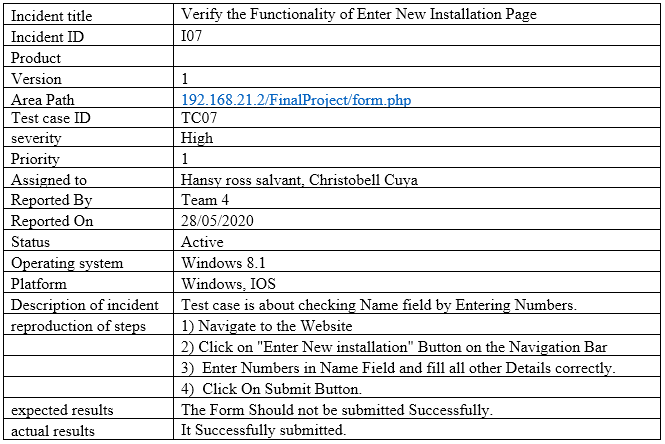 Incident title Verify the Functionality of Enter New Installation Page
Incident ID I07
Product
Version 1
Area Path 192.168.21.2/FinalProject/form.php
Test case ID TC07
severity High
Priority 1
Assigned to Hansy ross salvant, Christobell Cuya
Reported By Team 4
Reported On 28/05/2020
Status Active
Operating system Windows 8.1
Platform Windows, IOS
Description of incident Test case is about checking Name field by Entering Numbers.
reproduction of steps 1) Navigate to the Website
2) Click on "Enter New installation" Button on the Navigation Bar
3) Enter Numbers in Name Field and fill all other Details correctly.
4) Click On Submit Button.
expected results The Form Should not be submitted Successfully.
actual results It Successfully submitted.